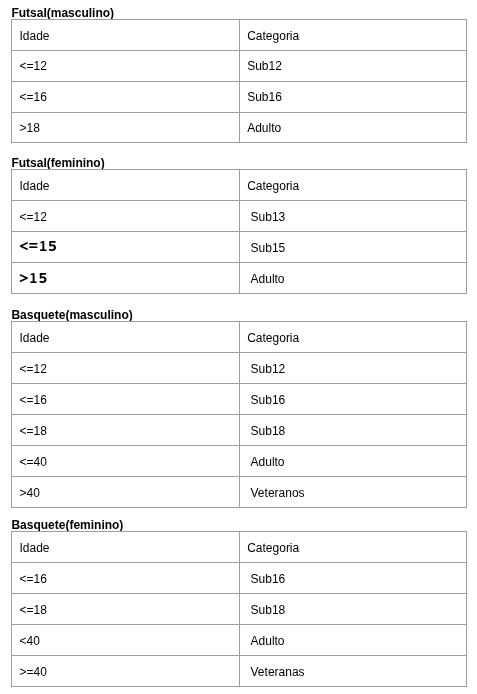 Futsal(masculino)
Idade Categoria
<=12 Sub12
<=16 Sub16
>18 Adulto
Futsal(feminino)
Idade Categoria
<=12 Sub13
<=15 Sub15
>15 Adulto
Basquete(masculino)
Idade Categoria
<=12 Sub12
<=16 Sub16
<=18 Sub18
<=40 Adulto
>40 Veteranos
Basquete(feminino)
Idade Categoria
<=16 Sub16
<=18 Sub18
<40 Adulto
>=40 Veteranas